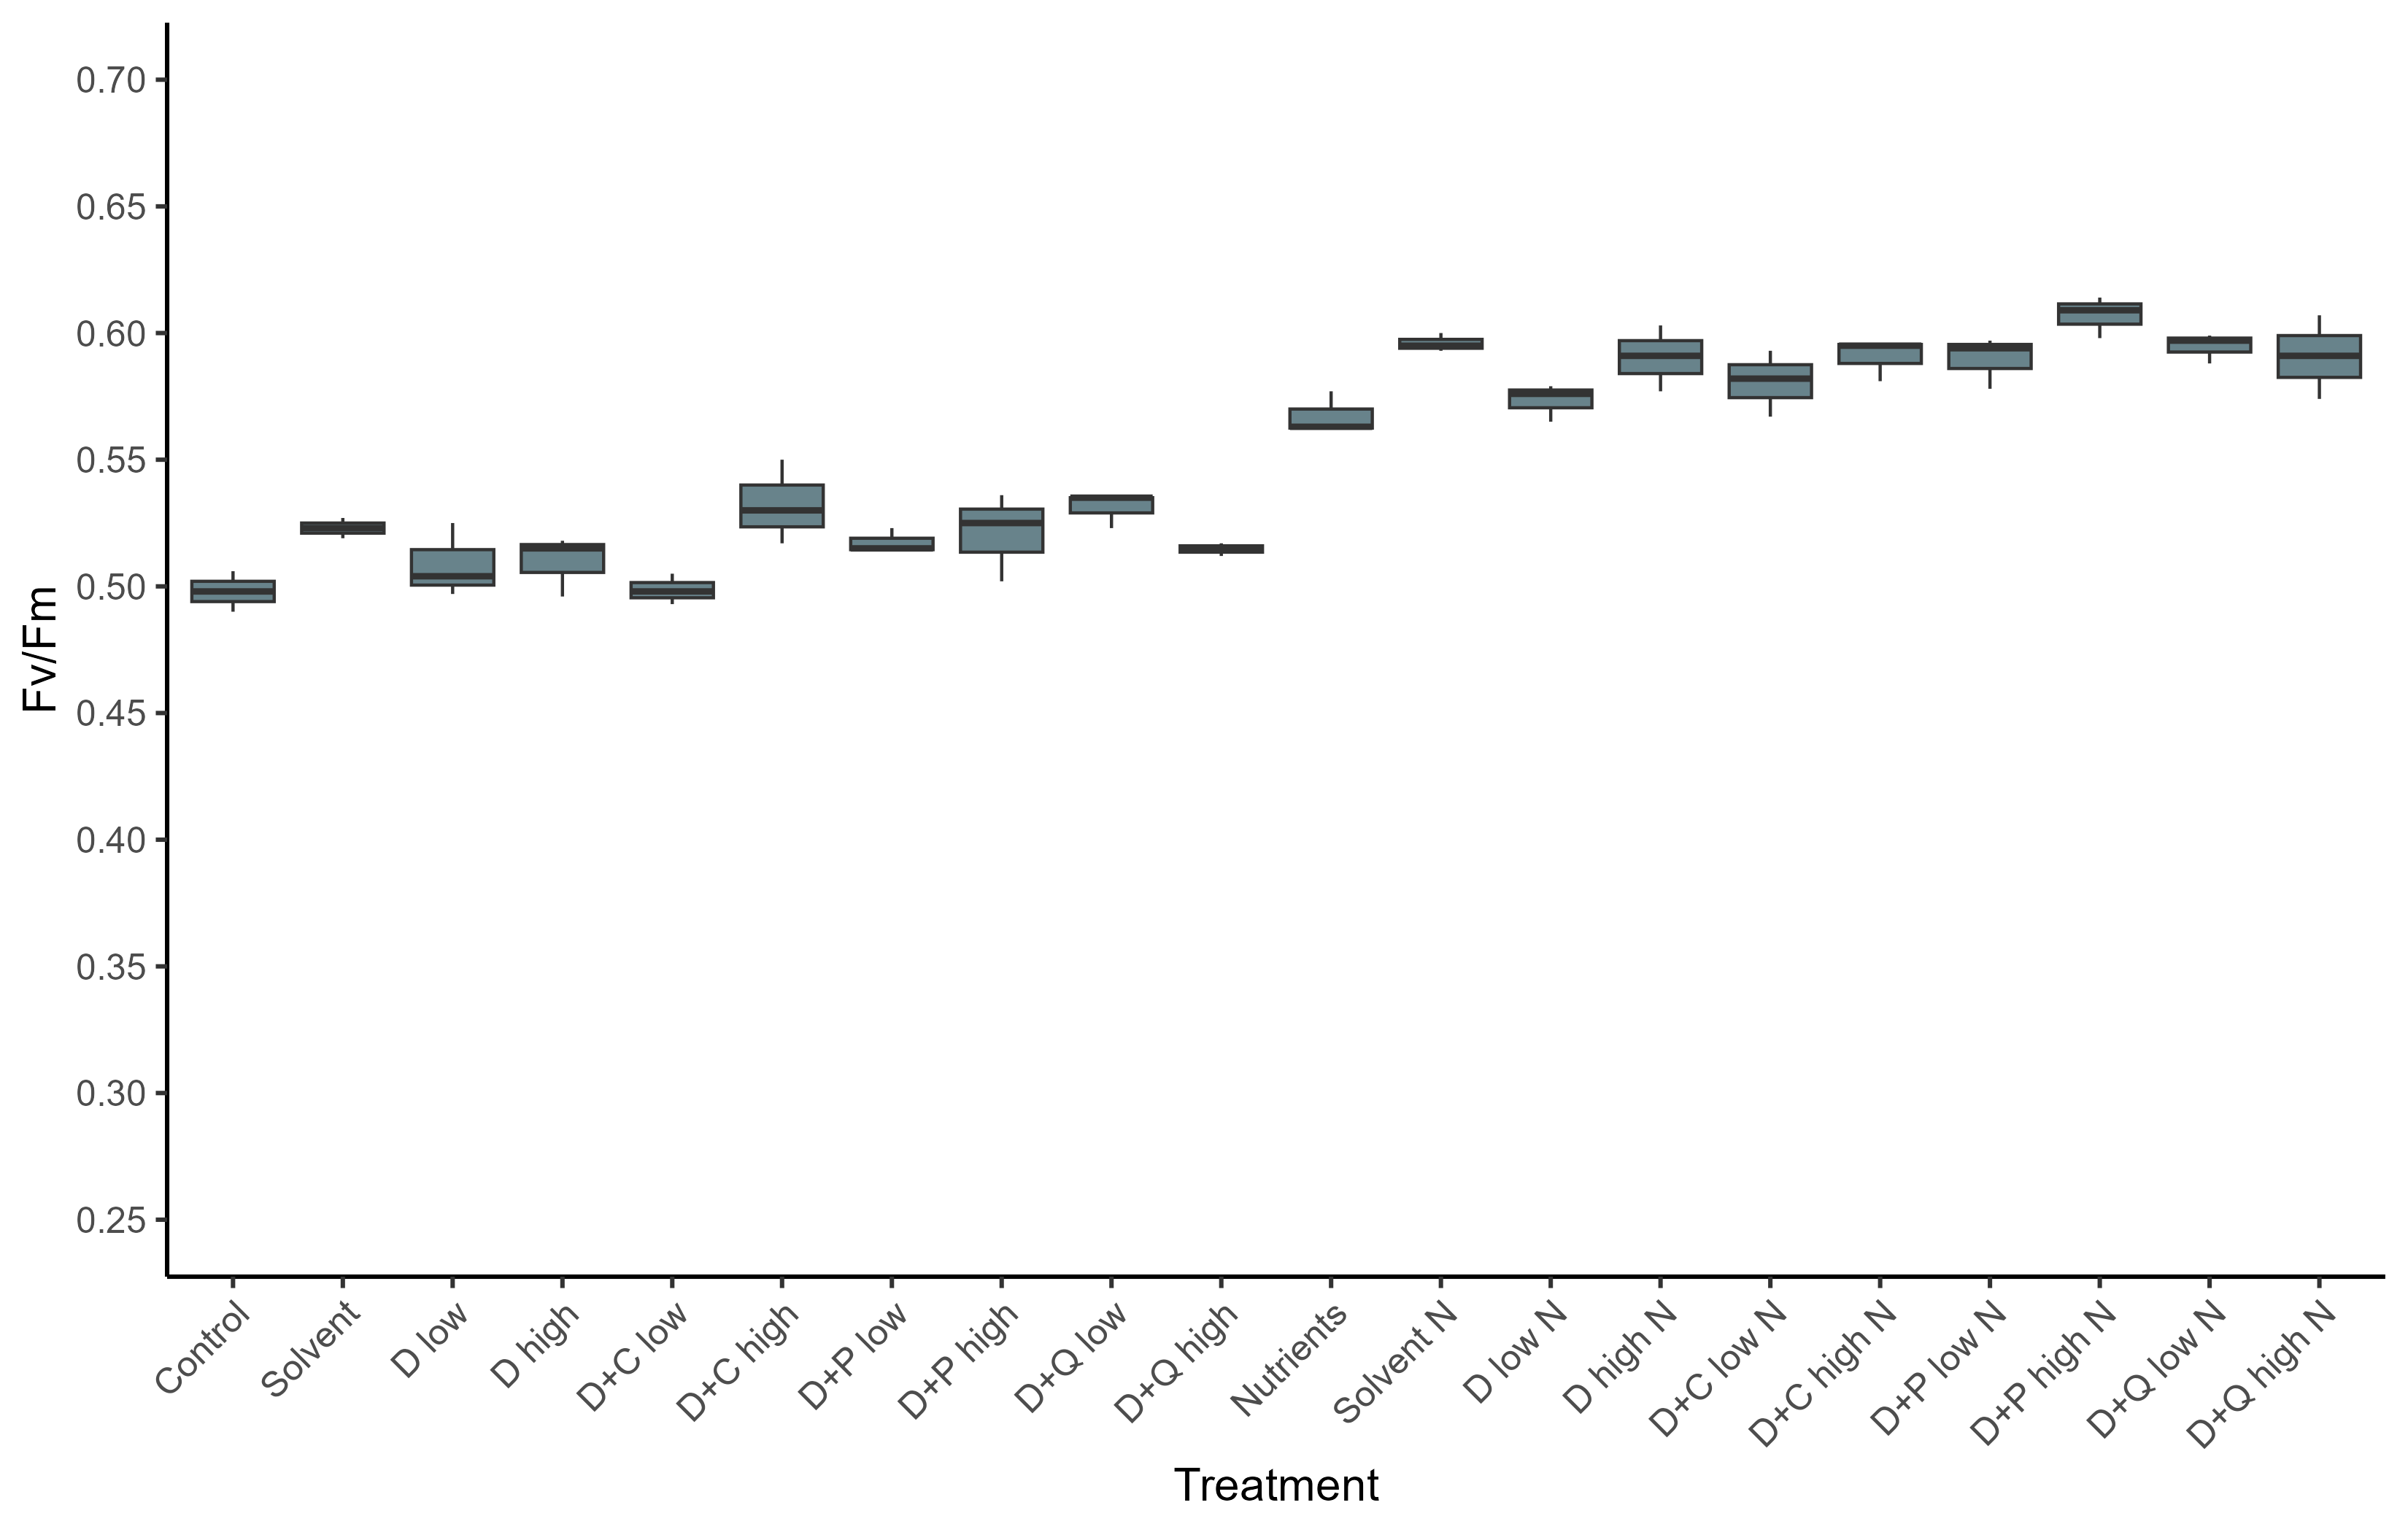 Fv/Fm
0.70
0.65
0.60
0.55
0.50
0.45
0.40
0.35
0.30
0.25
Control
Solvent
D low
D high
D+C low
D+C high
D+P low
D+P high
D+Q low
D+Q high
Nutrients
Solvent N
D low N
D high N
D+C low N
D+C high N
D+P low N
D+P high N
D+Q low N
D+Q high N
Treatment